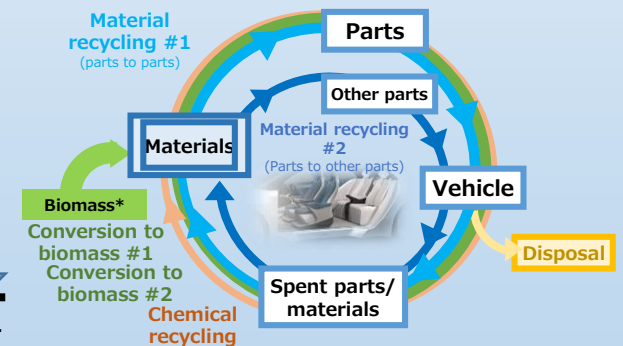 Material
recycling #1
(parts to parts)
Parts
Other parts
Materials
Material recycling
#2
(Parts to other parts)
Vehicle
Biomass*
Conversion to
biomass #1
Conversion to
biomass #2
Disposal
Spent parts/
materials
Chemical
recycling